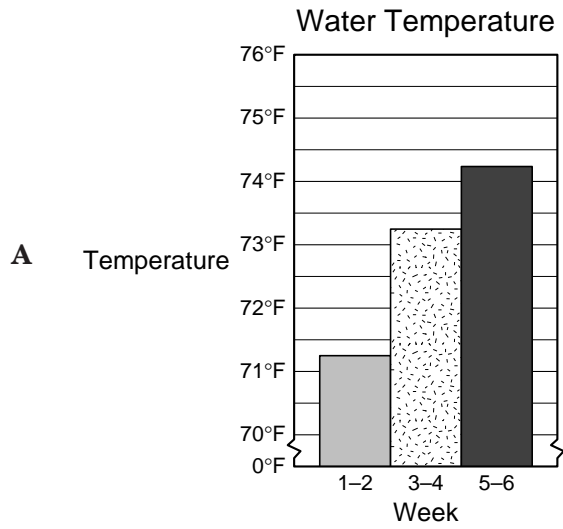 Water Temperature
76°F
75°F
74°F
73°F
A Temperature
72°F
71°F
70°F
0°F
1–2 3–4 5–6
Week